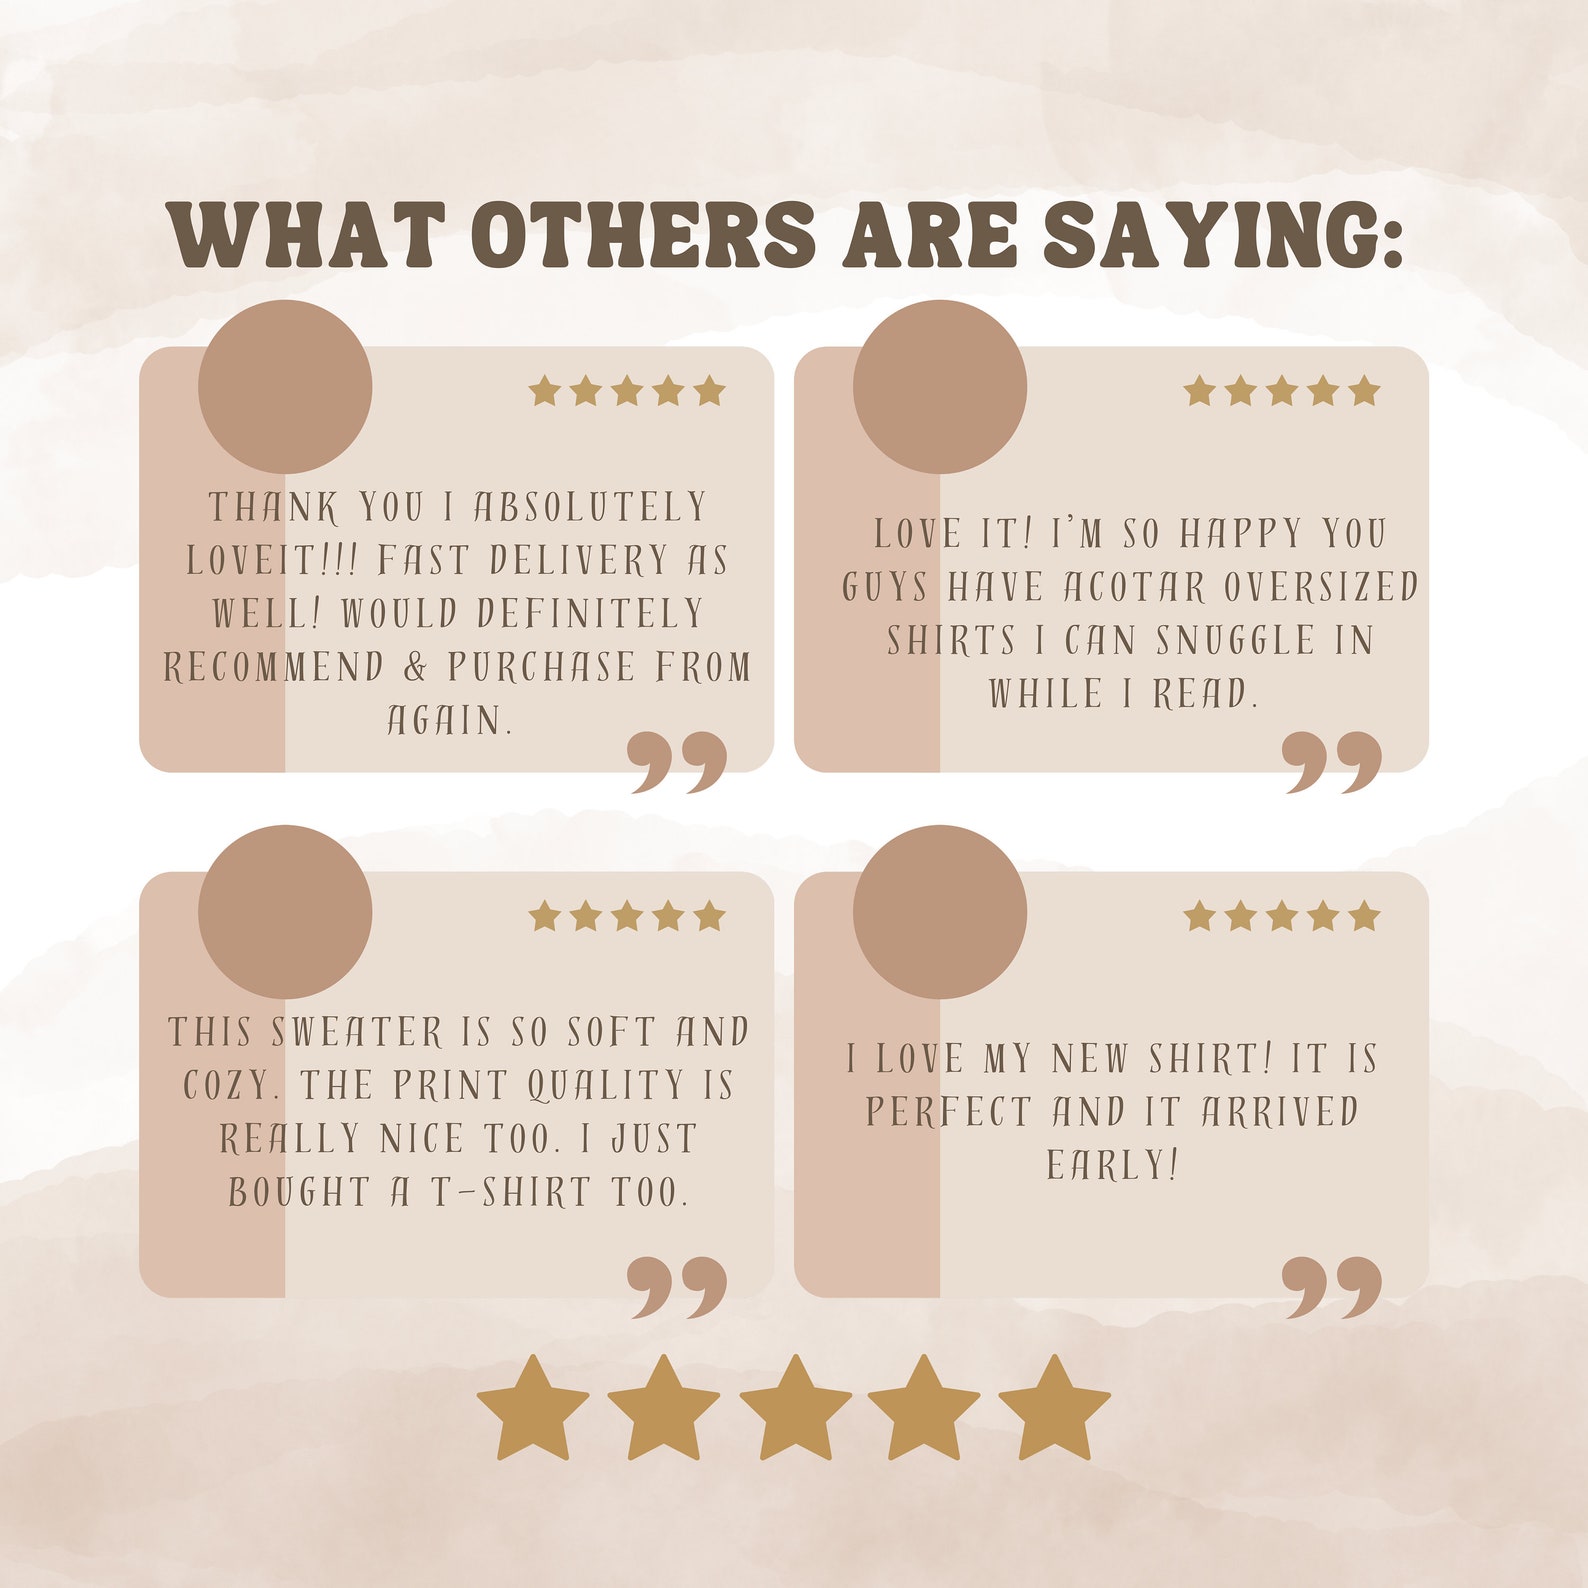 WHAT OTHERS ARE SAYING:
THANK YOU I ABSOLUTELY
LOVEIT!!! FAST DELIVERY AS
WELL! WOULD DEFINITELY
RECOMMEND & PURCHASE FROM
AGAIN.
”
LOVE IT! I’M SO HAPPY YOU
GUYS HAVE ACOTAR OVERSIZED
SHIRTS I CAN SNUGGLE IN
WHILE I READ.
”
THIS SWEATER IS SO SOFT AND
COZY. THE PRINT QUALITY IS
REALLY NICE TOO. I JUST
BOUGHT A T-SHIRT TOO.
”
I LOVE MY NEW SHIRT! IT IS
PERFECT AND IT ARRIVED
EARLY!
”